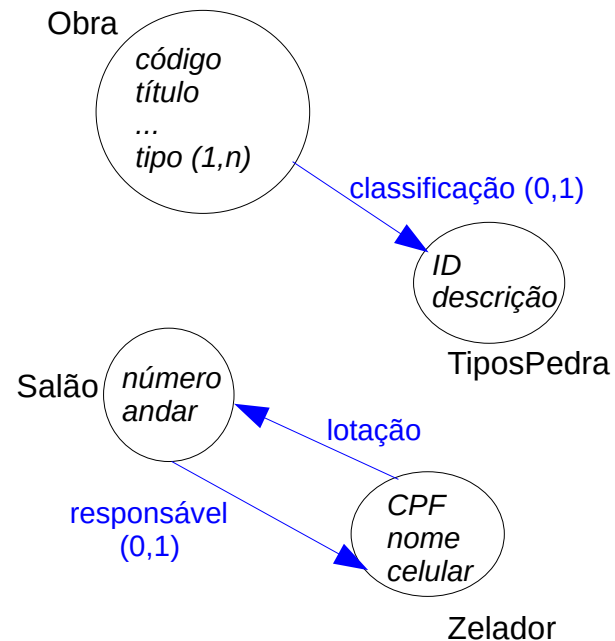 Obra
código
título
...
tipo (1,n)
classificação (0,1)
ID
descrição
TiposPedra
Salão
número
andar
lotação
responsável
(0,1)
CPF
nome
celular
Zelador